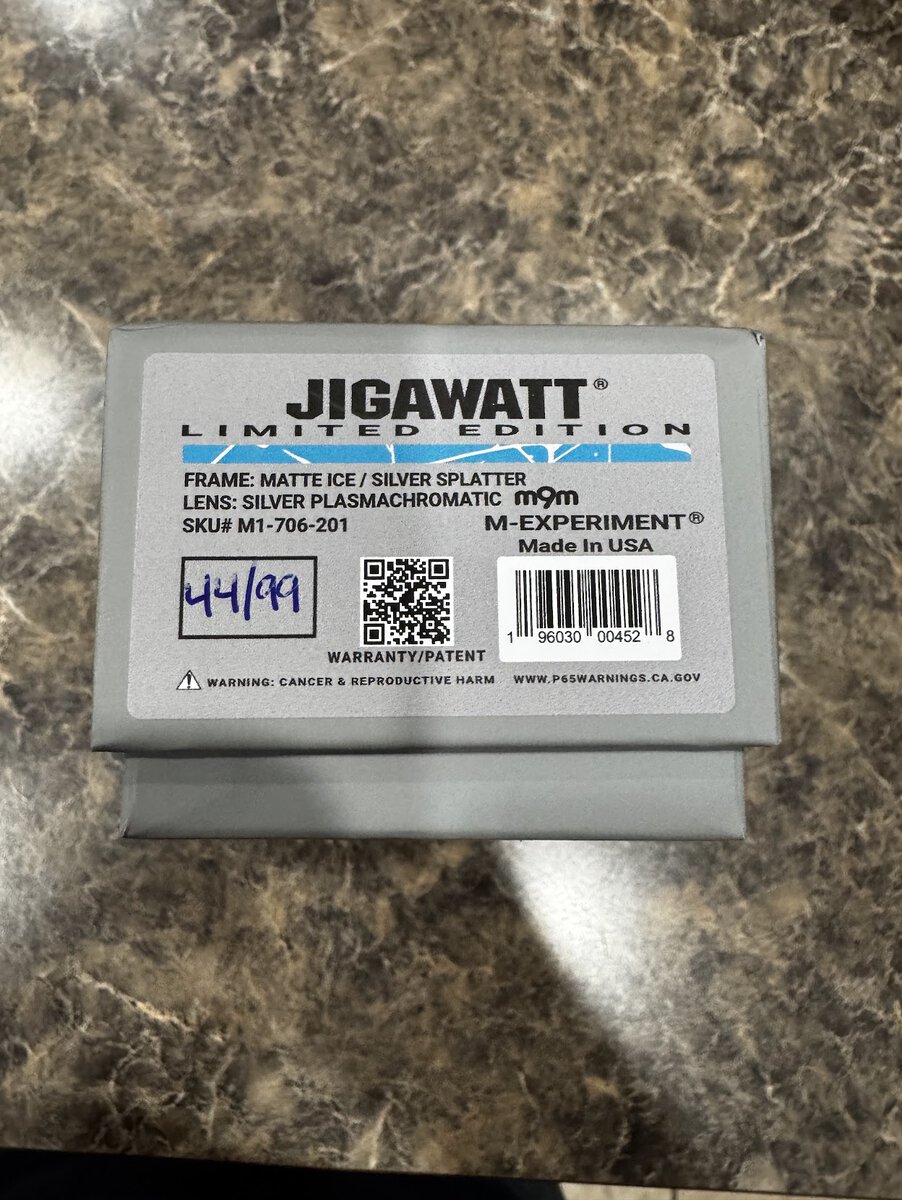 JIGAWATT®
LIMITED EDITION
FRAME: MATTE ICE / SILVER SPLATTER
LENS: SILVER PLASMACHROMATIC m9m
SKU# M1-706-201
M-EXPERIMENT®
Made In USA
44/99
1 96030 00452 8
WARRANTY/PATENT
WARNING: CANCER & REPRODUCTIVE HARM WWW.P65WARNINGS.CA.GOV